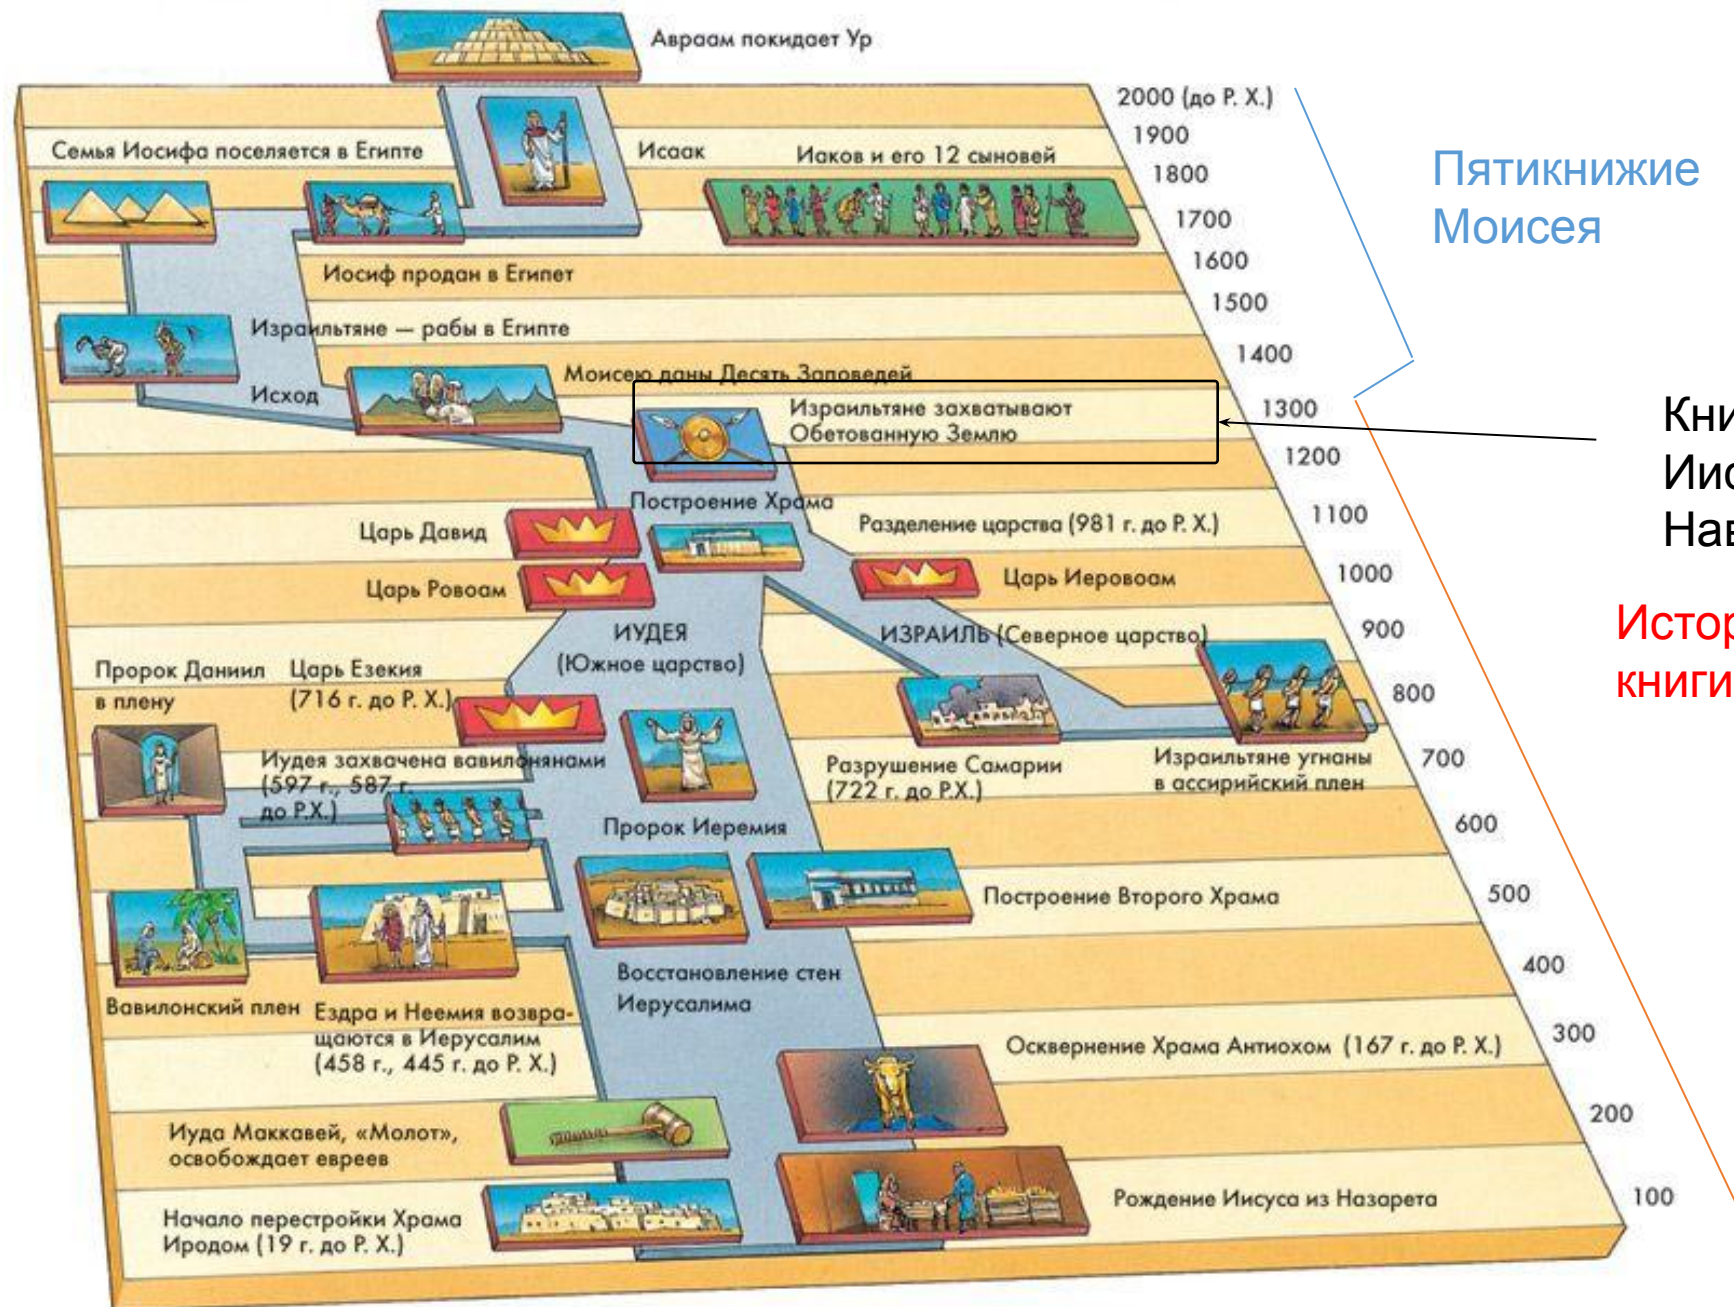 Авраам покидает Ур
2000 (до Р. Х.)
1900
1800
1700
1600
1500
1400
1300
1200
1100
1000
900
800
700
600
500
400
300
200
100
Семья Иосифа поселяется в Египте
Исаак
Иаков и его 12 сыновей
Иосиф продан в Египет
Израильтяне — рабы в Египте
Исход
Моисею даны Десять Заповедей
Израильтяне захватывают
Обетованную Землю
Построение Храма
Царь Давид
Разделение царства (981 г. до Р. Х.)
Царь Ровоам
Царь Иеровоам
ИУДЕЯ
(Южное царство)
ИЗРАИЛЬ (Северное царство)
Пророк Даниил
в плену
Царь Езекия
(716 г. до Р. Х.)
Иудея захвачена вавилонянами
(597 г., 587 г.
до Р.Х.)
Разрушение Самарии
(722 г. до Р.Х.)
Израильтяне угнаны
в ассирийский плен
Пророк Иеремия
Построение Второго Храма
Восстановление стен
Иерусалима
Вавилонский плен
Ездра и Неемия возвра-
щаются в Иерусалим
(458 г., 445 г. до Р. Х.)
Осквернение Храма Антиохом (167 г. до Р. Х.)
Иуда Маккавей, «Молот»,
освобождает евреев
Начало перестройки Храма
Иродом (19 г. до Р. Х.)
Рождение Иисуса из Назарета
Пятикнижие
Моисея
книги